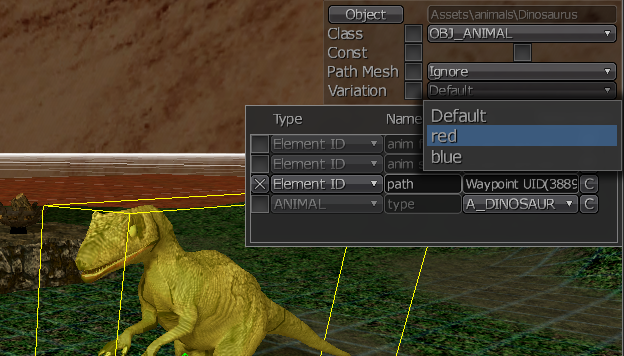 Object Assets\animals\Dinosaurus
Class OBJ_ANIMAL
Const
Path Mesh Ignore
Variation Default
Default
red
blue
Type Name
Element ID anim
Element ID anim
Element ID path Waypoint UID(3889 C
ANIMAL type A_DINOSAUR C